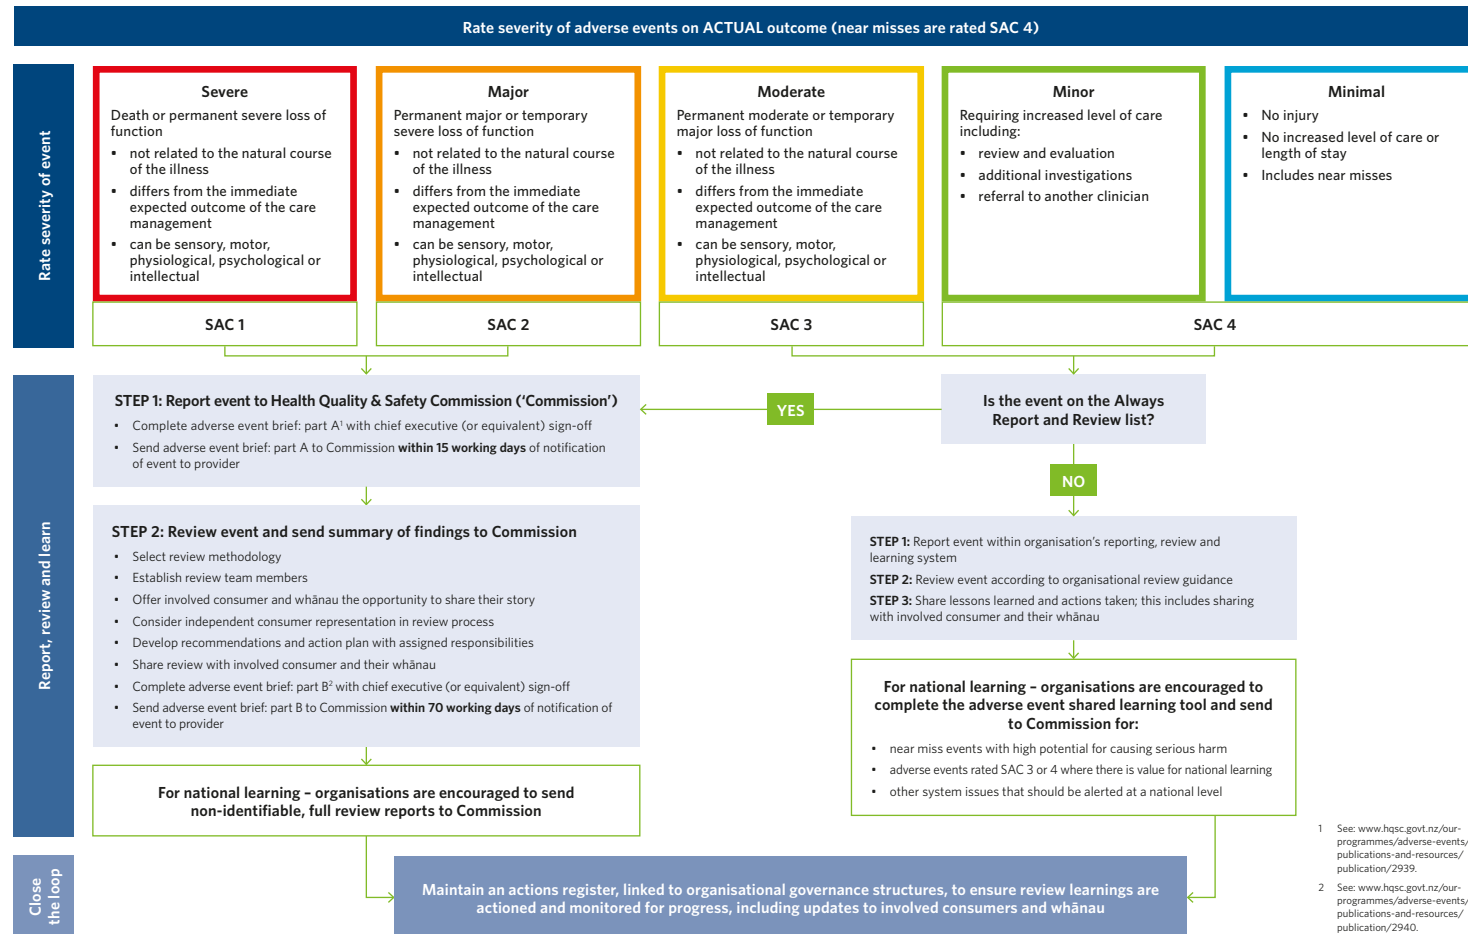 Rate severity of adverse events on ACTUAL outcome (near misses are rated SAC 4)
Rate severity of event
Severe
Death or permanent severe loss of
function
• not related to the natural course
of the illness
• differs from the immediate
expected outcome of the care
management
• can be sensory, motor,
physiological, psychological or
intellectual
SAC 1
Major
Permanent major or temporary
severe loss of function
• not related to the natural course
of the illness
• differs from the immediate
expected outcome of the care
management
• can be sensory, motor,
physiological, psychological or
intellectual
SAC 2
Moderate
Permanent moderate or temporary
major loss of function
• not related to the natural course
of the illness
• differs from the immediate
expected outcome of the care
management
• can be sensory, motor,
physiological, psychological or
intellectual
SAC 3
Minor
Requiring increased level of care
including:
• review and evaluation
• additional investigations
• referral to another clinician
Minimal
• No injury
• No increased level of care or
length of stay
• Includes near misses
SAC 4
Report, review and learn
STEP 1: Report event to Health Quality & Safety Commission (‘Commission’)
• Complete adverse event brief: part A1 with chief executive (or equivalent) sign-off
• Send adverse event brief: part A to Commission within 15 working days of notification
of event to provider
YES
Is the event on the Always
Report and Review list?
NO
STEP 2: Review event and send summary of findings to Commission
• Select review methodology
• Establish review team members
• Offer involved consumer and whānau the opportunity to share their story
• Consider independent consumer representation in review process
• Develop recommendations and action plan with assigned responsibilities
• Share review with involved consumer and their whānau
• Complete adverse event brief: part B2 with chief executive (or equivalent) sign-off
• Send adverse event brief: part B to Commission within 70 working days of notification of
event to provider
STEP 1: Report event within organisation’s reporting, review and
learning system
STEP 2: Review event according to organisational review guidance
STEP 3: Share lessons learned and actions taken; this includes sharing
with involved consumer and their whānau
For national learning – organisations are encouraged to send
non-identifiable, full review reports to Commission
For national learning – organisations are encouraged to
complete the adverse event shared learning tool and send
to Commission for:
• near miss events with high potential for causing serious harm
• adverse events rated SAC 3 or 4 where there is value for national learning
• other system issues that should be alerted at a national level
Close
the loop
Maintain an actions register, linked to organisational governance structures, to ensure review learnings are
actioned and monitored for progress, including updates to involved consumers and whānau
1 See: www.hqsc.govt.nz/our-
programmes/adverse-events/
publications-and-resources/
publication/2939.
2 See: www.hqsc.govt.nz/our-
programmes/adverse-events/
publications-and-resources/
publication/2940.